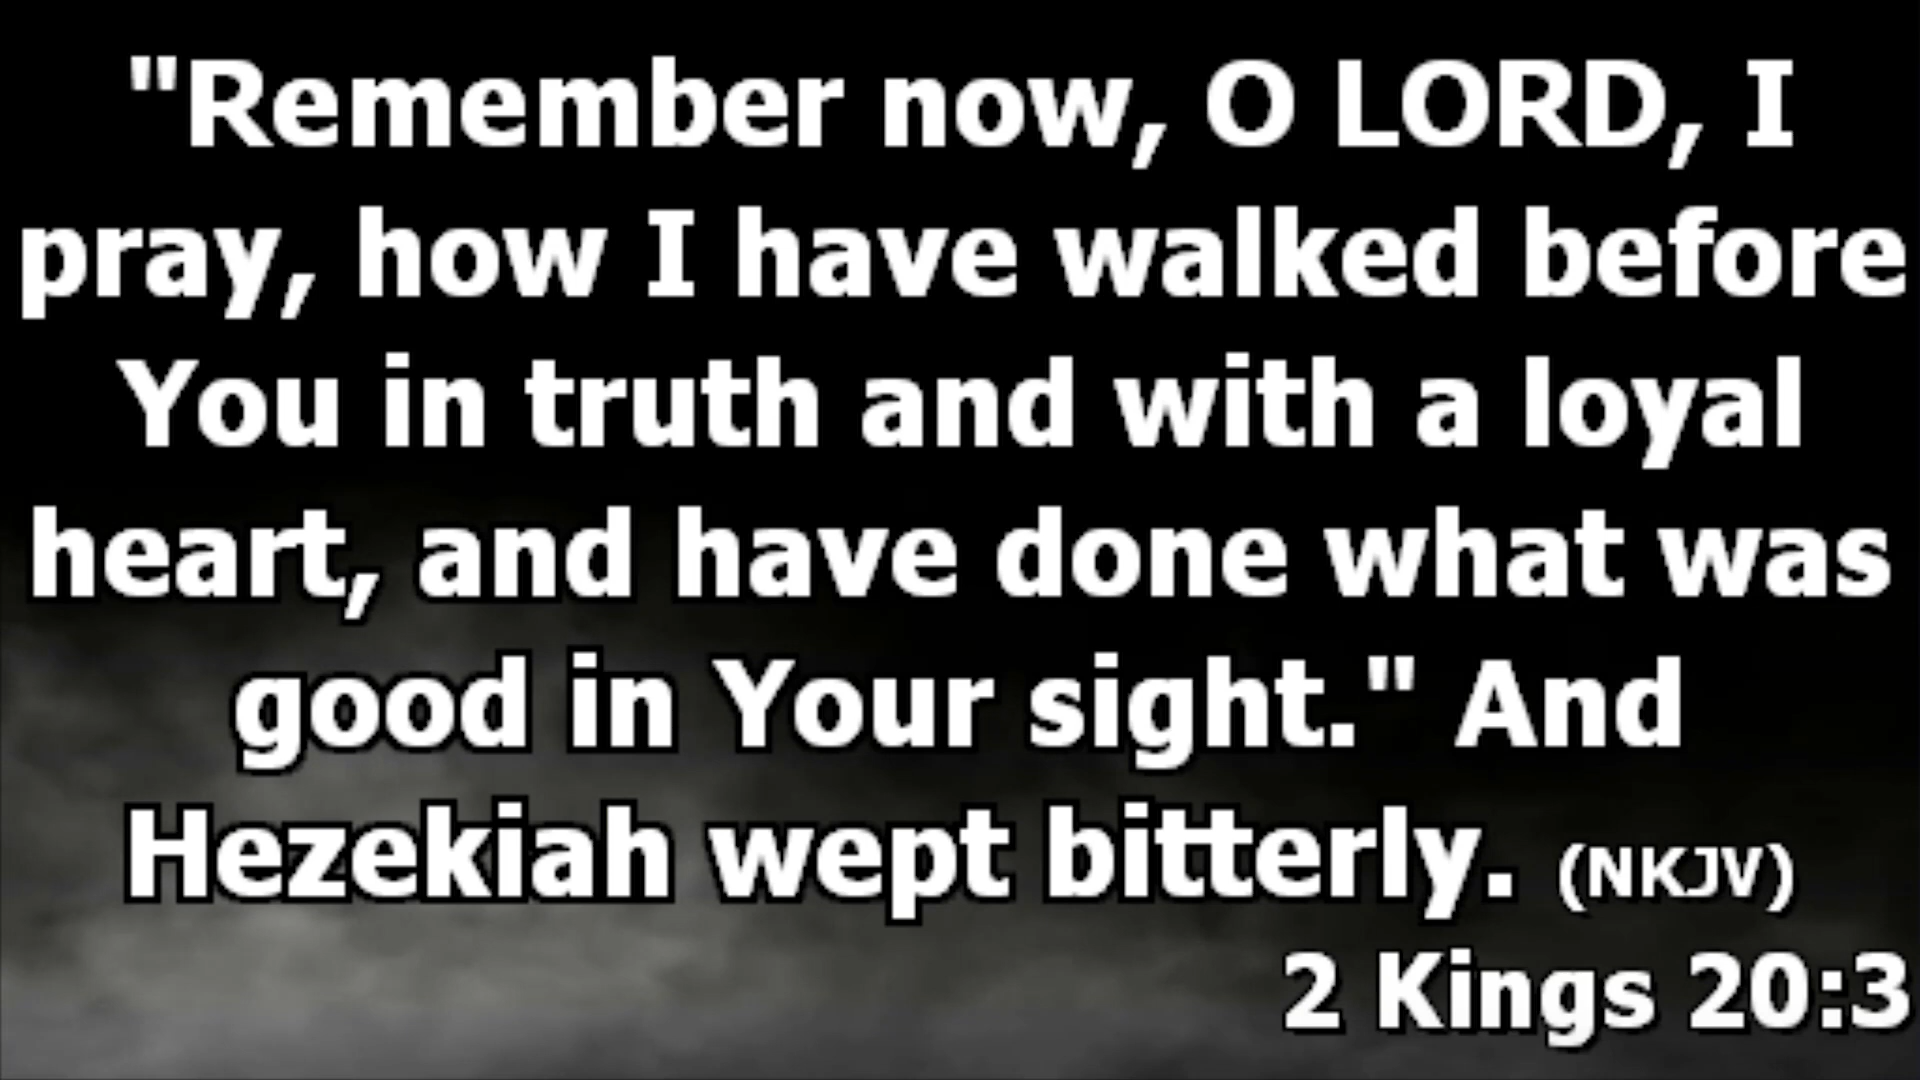 "Remember now, O LORD, I
pray, how I have walked before
You in truth and with a loyal
heart, and have done what was
good in Your sight." And
Hezekiah wept bitterly. (NKJV)
2 Kings 20:3